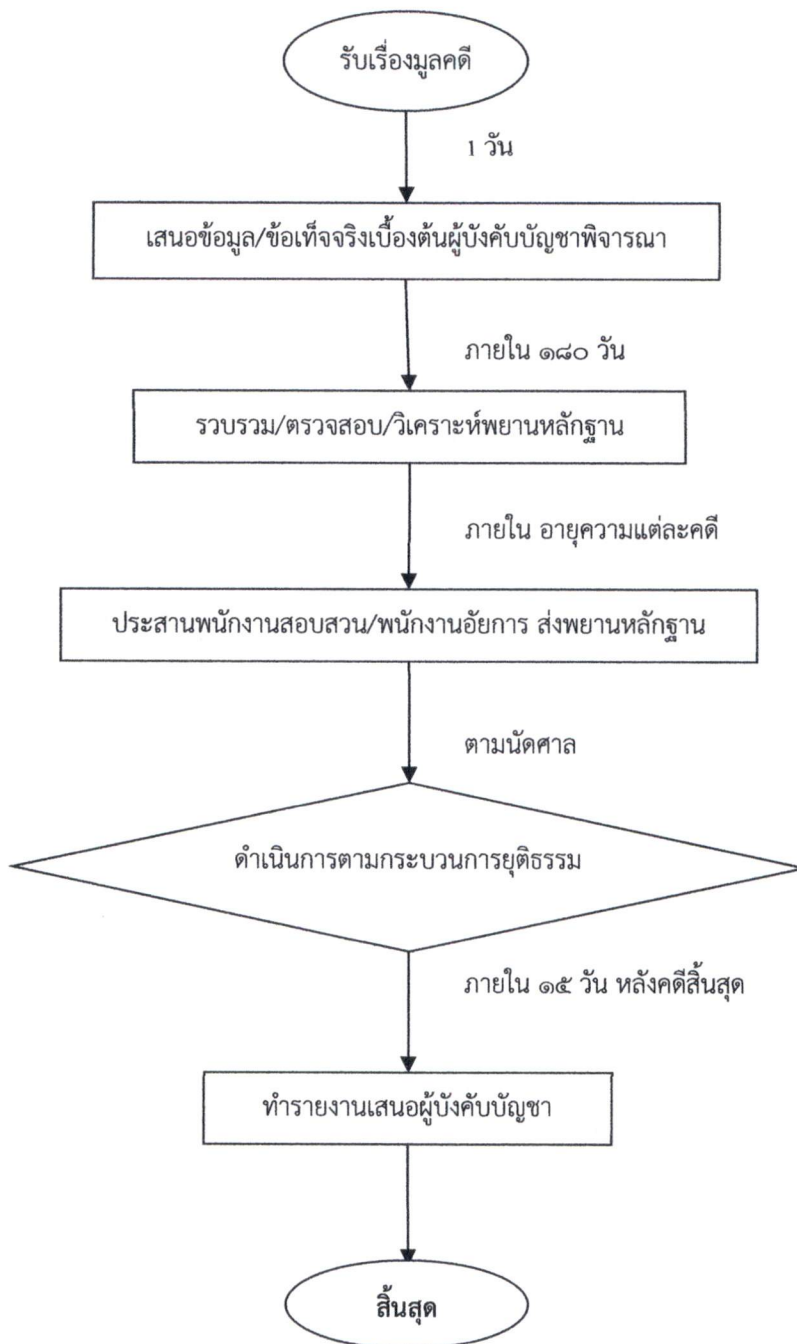 รับเรื่องมูลคดี
1 วัน
เสนอข้อมูล/ข้อเท็จจริงเบื้องต้นผู้บังคับบัญชาพิจารณา
ภายใน ๑๘๐ วัน
รวบรวม/ตรวจสอบ/วิเคราะห์พยานหลักฐาน
ภายใน อายุความแต่ละคดี
ประสานพนักงานสอบสวน/พนักงานอัยการ ส่งพยานหลักฐาน
ตามนัดศาล
ดำเนินการตามกระบวนการยุติธรรม
ภายใน ๑๕ วัน หลังคดีสิ้นสุด
ทำรายงานเสนอผู้บังคับบัญชา
สิ้นสุด